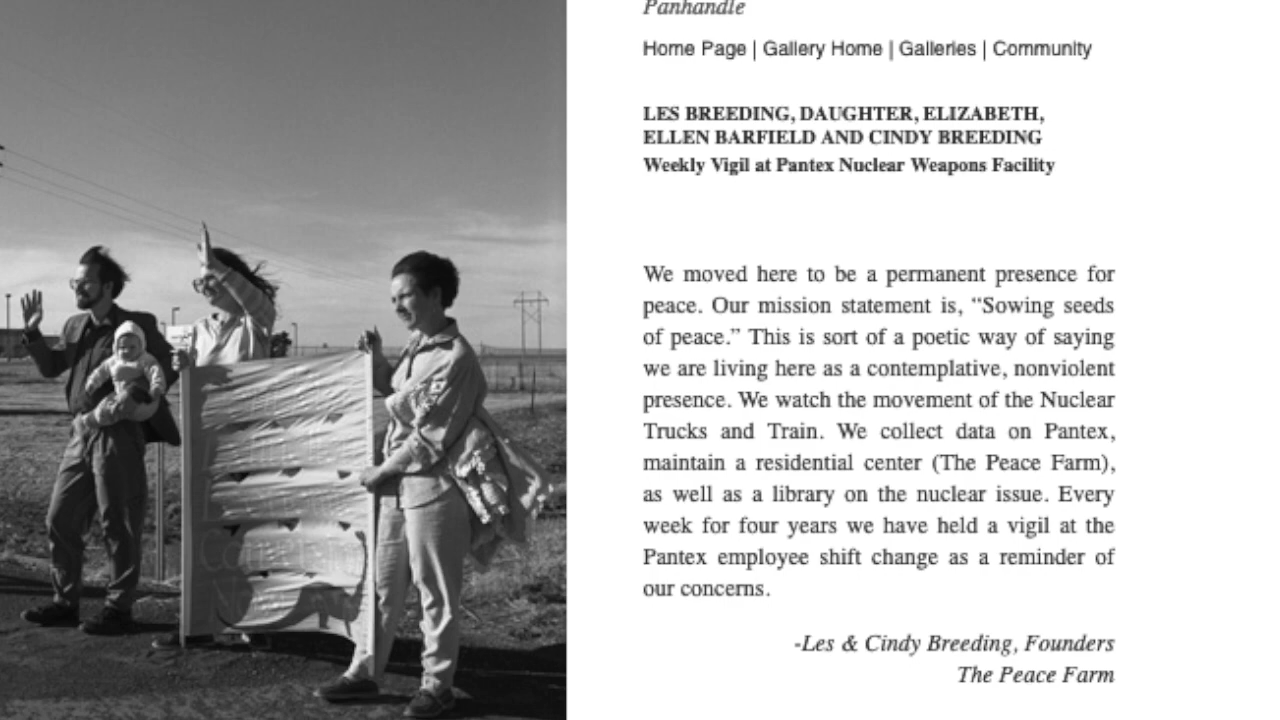 Panhandle
Home Page | Gallery Home | Galleries | Community
LES BREEDING, DAUGHTER, ELIZABETH,
ELLEN BARFIELD AND CINDY BREEDING
Weekly Vigil at Pantex Nuclear Weapons Facility
We moved here to be a permanent presence for
peace. Our mission statement is, “Sowing seeds
of peace.” This is sort of a poetic way of saying
we are living here as a contemplative, nonviolent
presence. We watch the movement of the Nuclear
Trucks and Train. We collect data on Pantex,
maintain a residential center (The Peace Farm),
as well as a library on the nuclear issue. Every
week for four years we have held a vigil at the
Pantex employee shift change as a reminder of
our concerns.
-Les & Cindy Breeding, Founders
The Peace Farm